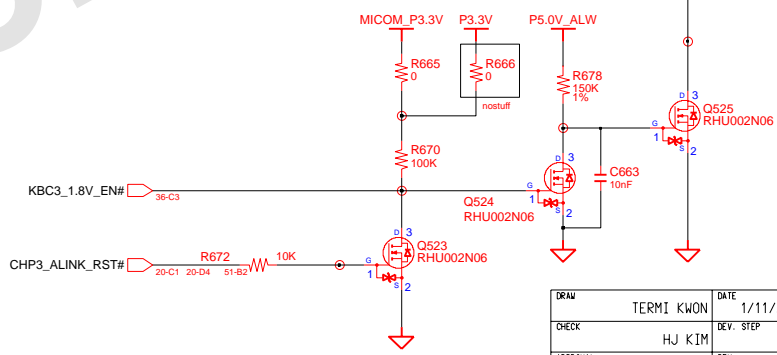 MICOM_P3.3V
P3.3V
P5.0V_ALW
R665
0
R666
0
nostuff
R678
150K
1%
D 3
Q525
RHU002N06
G
1
S 2
R670
100K
D 3
C663
10nF
KBC3_1.8V_EN#
36-C3
G
1
Q524
RHU002N06
S 2
D 3
Q523
RHU002N06
CHP3_ALINK_RST#
R672
10K
20-C1 20-D4 51-B2
G
1
S 2
DRAW
TERMI KWON
DATE
1/11/
CHECK
HJ KIM
DEV. STEP